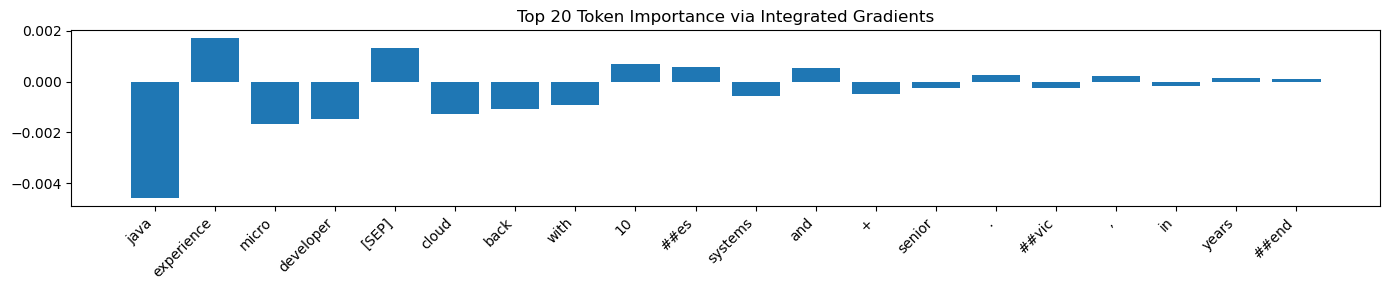 Top 20 Token Importance via Integrated Gradients
0.002
0.000
−0.002
−0.004
java
experience
micro
developer
[SEP]
cloud
back
with
10
##es
systems
and
+
senior
.
##vic
,
in
years
##end